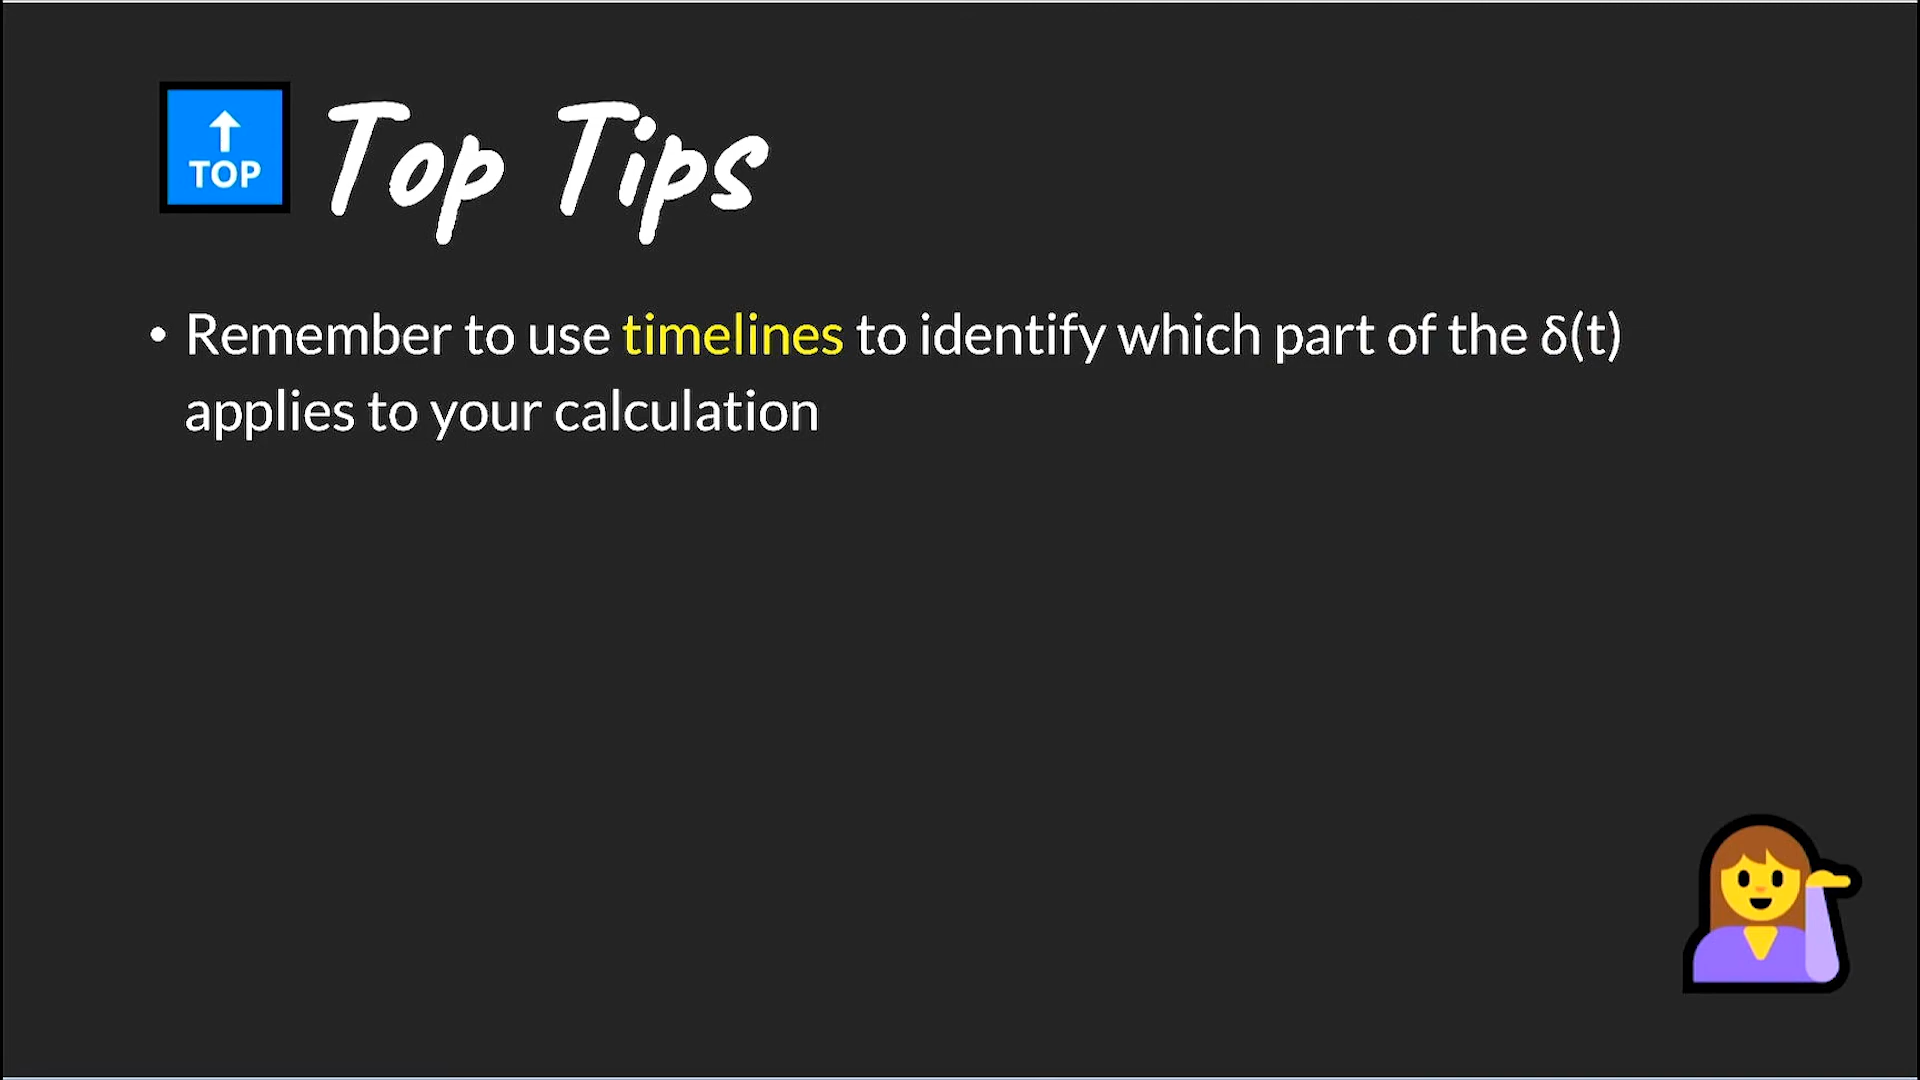 TOP
Top Tips
• Remember to use timelines to identify which part of the δ(t)
applies to your calculation